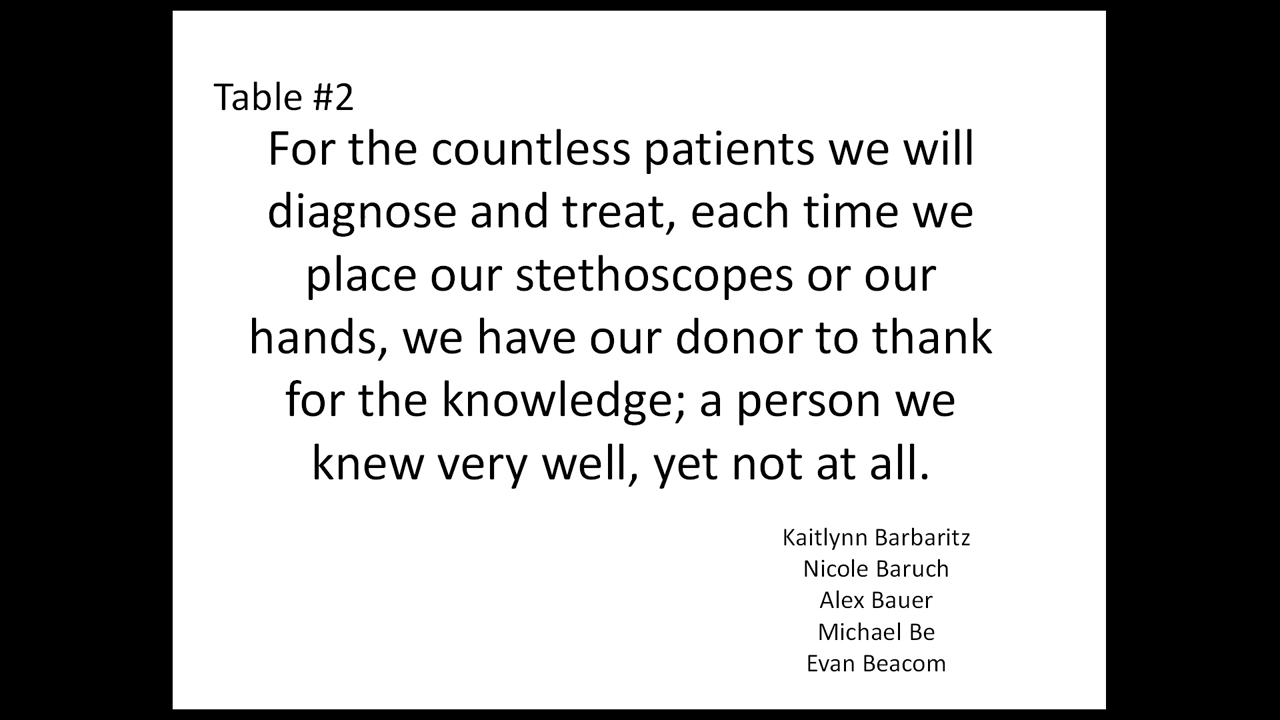 Table #2
For the countless patients we will
diagnose and treat, each time we
place our stethoscopes or our
hands, we have our donor to thank
for the knowledge; a person we
knew very well, yet not at all.
Kaitlynn Barbaritz
Nicole Baruch
Alex Bauer
Michael Be
Evan Beacom